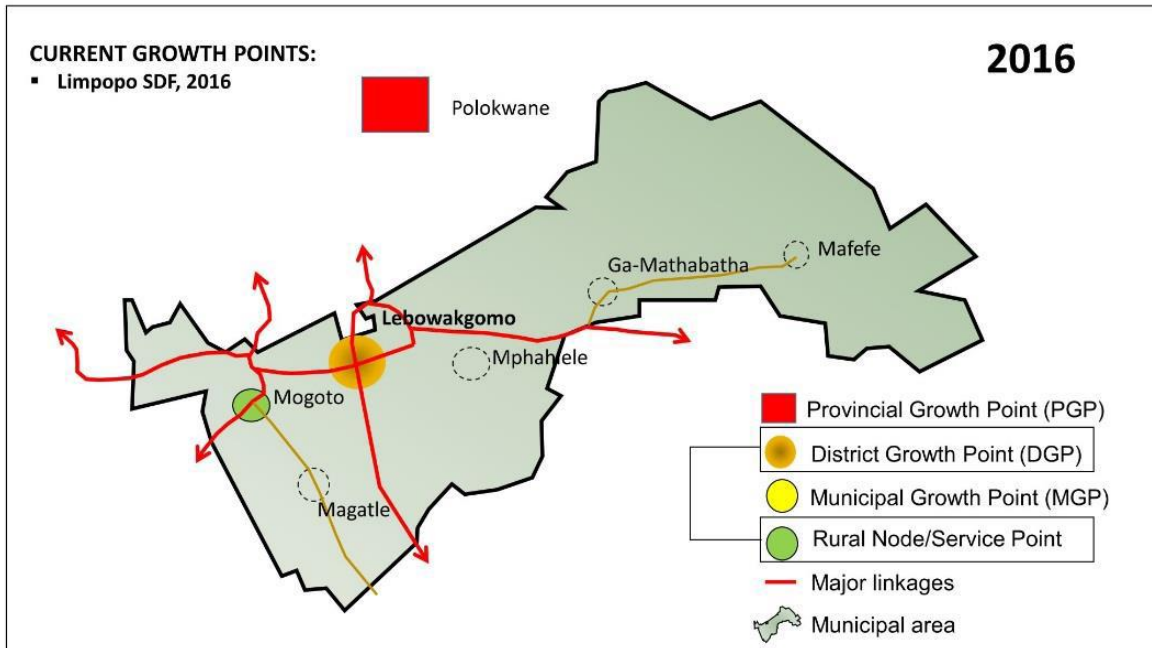 CURRENT GROWTH POINTS:
▪ Limpopo SDF, 2016
2016
Polokwane
Mafefe
Ga-Mathabatha
Lebowakgomo
Mphahlele
Mogoto
Magatle
Provincial Growth Point (PGP)
District Growth Point (DGP)
Municipal Growth Point (MGP)
Rural Node/Service Point
Major linkages
Municipal area